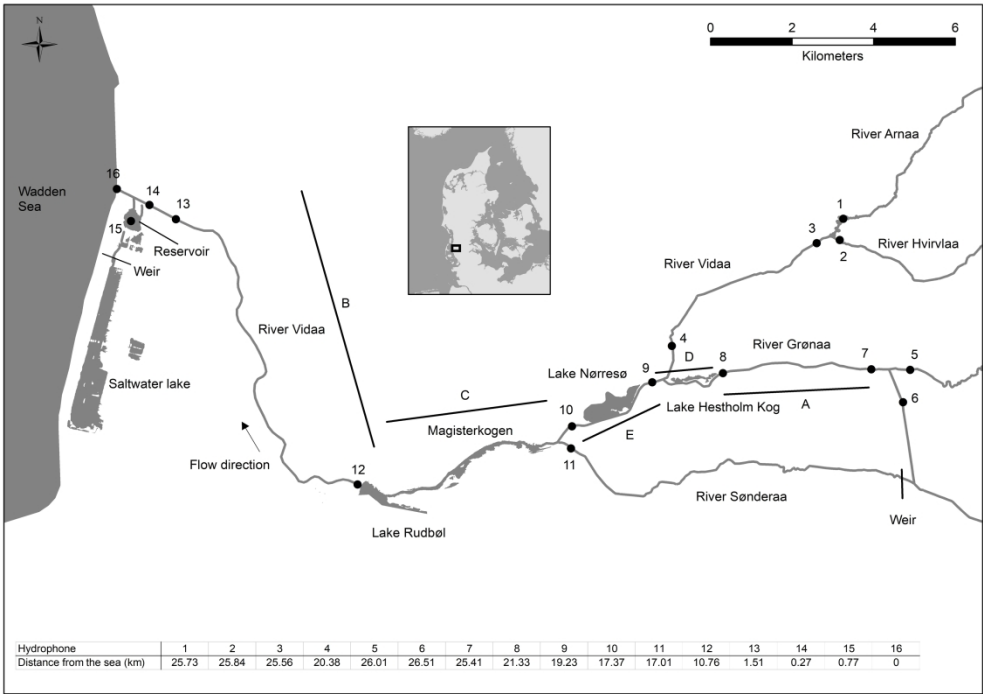 N
0 2 4 6
Kilometers
River Arnaa
Wadden
Sea
16
14
13
15
Reservoir
Weir
1
3
2
River Hvirvlaa
River Vidaa
B
River Vidaa
4
River Grønaa
9
D
8
7
5
Lake Nørresø
6
Saltwater lake
C
Lake Hestholm Kog
A
10
Magisterkogen
E
11
Flow direction
12
River Sønderaa
Weir
Lake Rudbøl
Hydrophone 1 2 3 4 5 6 7 8 9 10 11 12 13 14 15 16
Distance from the sea (km) 25.73 25.84 25.56 20.38 26.01 26.51 25.41 21.33 19.23 17.37 17.01 10.76 1.51 0.27 0.77 0